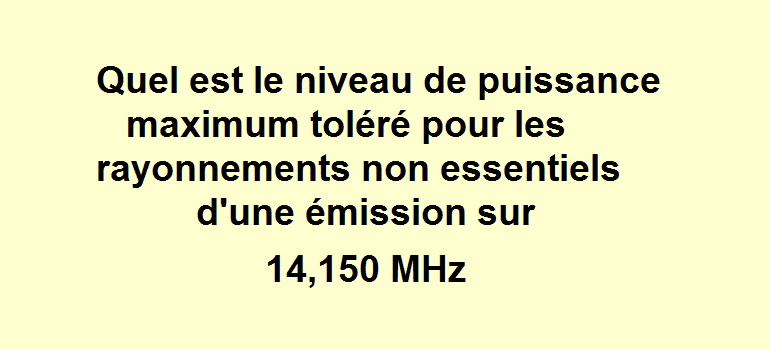 Quel est le niveau de puissance
maximum toléré pour les
rayonnements non essentiels
d'une émission sur
14,150 MHz